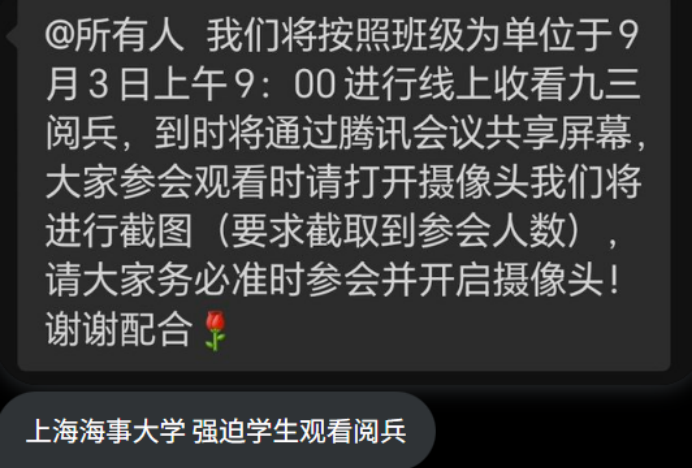 @所有人 我们将按照班级为单位于9
月3日上午9：00进行线上收看九三
阅兵，到时将通过腾讯会议共享屏幕，
大家参会观看时请打开摄像头我们将
进行截图（要求截取到参会人数），
请大家务必准时参会并开启摄像头！
谢谢配合🌹
上海海事大学 强迫学生观看阅兵